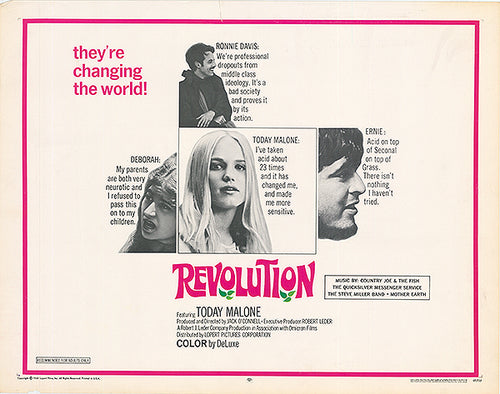 they're
changing
the world!
RONNIE DAVIS:
We're professional
dropouts from
middle class
ideology. It's a
bad society
and proves it
by its
action.
TODAY MALONE:
I've taken
acid about
23 times
and it has
changed me,
and made
me more
sensitive.
ERNIE:
Acid on top
of Seconal
on top of
Grass.
There isn't
nothing
I haven't
tried.
DEBORAH:
My parents
are both very
neurotic and
I refused to
pass this
on to my
children.
REVOLUTION
MUSIC BY: COUNTRY JOE & THE FISH
THE QUICKSILVER MESSENGER SERVICE
THE STEVE MILLER BAND • MOTHER EARTH
Featuring TODAY MALONE
Produced and Directed by JACK O'CONNELL • Executive Producer ROBERT LEDER
A Robert J. Leder Company Production in Association with Omicron Films
Distributed by LOPERT PICTURES CORPORATION
COLOR by DeLuxe
RECOMMENDED FOR ADULTS ONLY